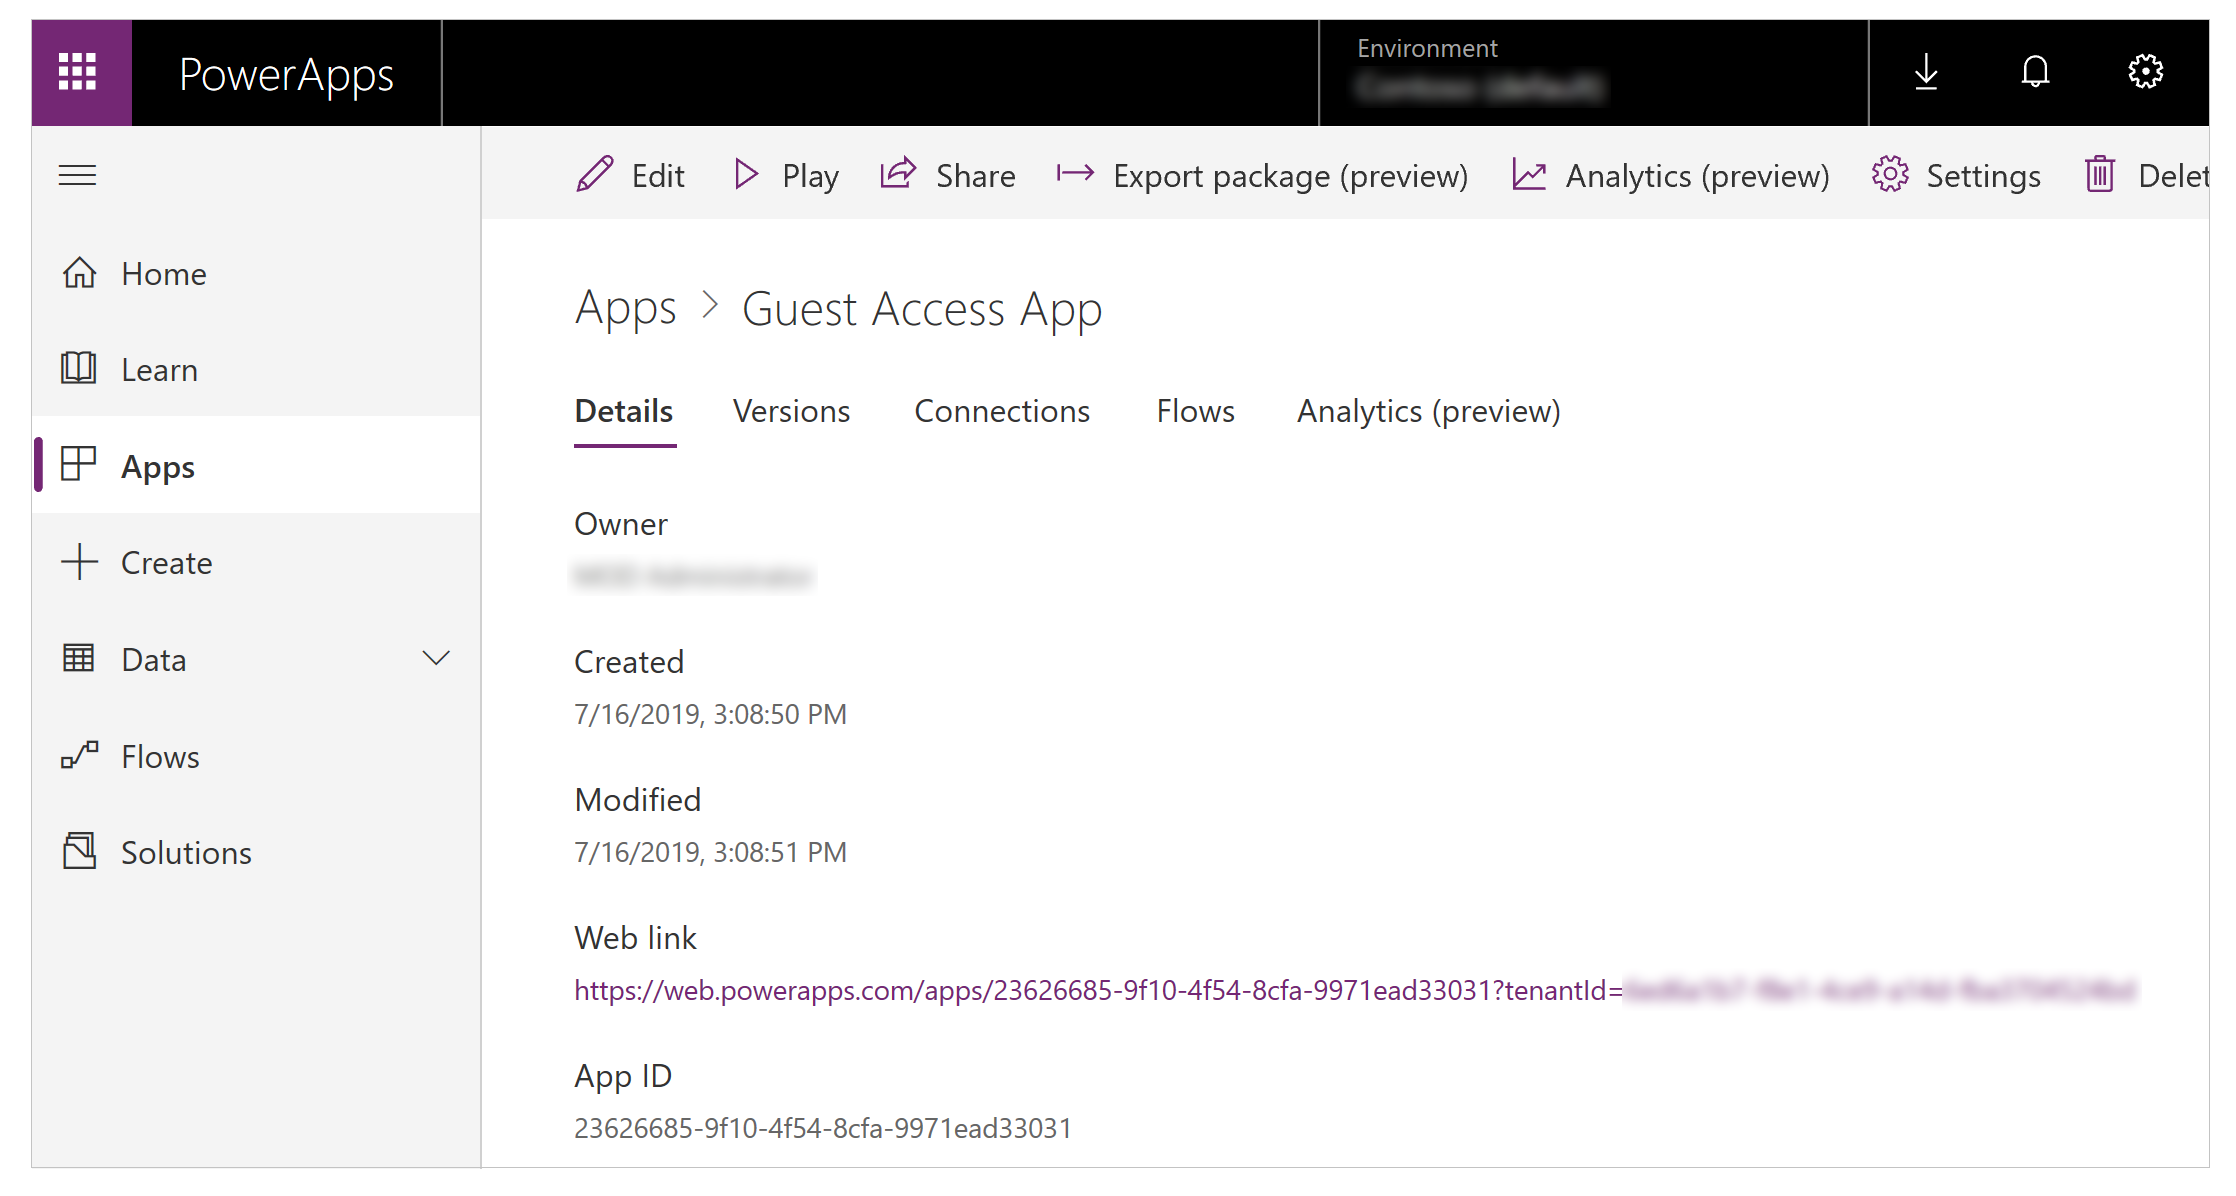 PowerApps
Environment
Edit
Play
Share
Export package (preview)
Analytics (preview)
Settings
Delet
Home
Learn
Apps
Create
Data
Flows
Solutions
Apps > Guest Access App
Details
Versions
Connections
Flows
Analytics (preview)
Owner
Created
7/16/2019, 3:08:50 PM
Modified
7/16/2019, 3:08:51 PM
Web link
https://web.powerapps.com/apps/23626685-9f10-4f54-8cfa-9971ead33031?tenantId=
App ID
23626685-9f10-4f54-8cfa-9971ead33031